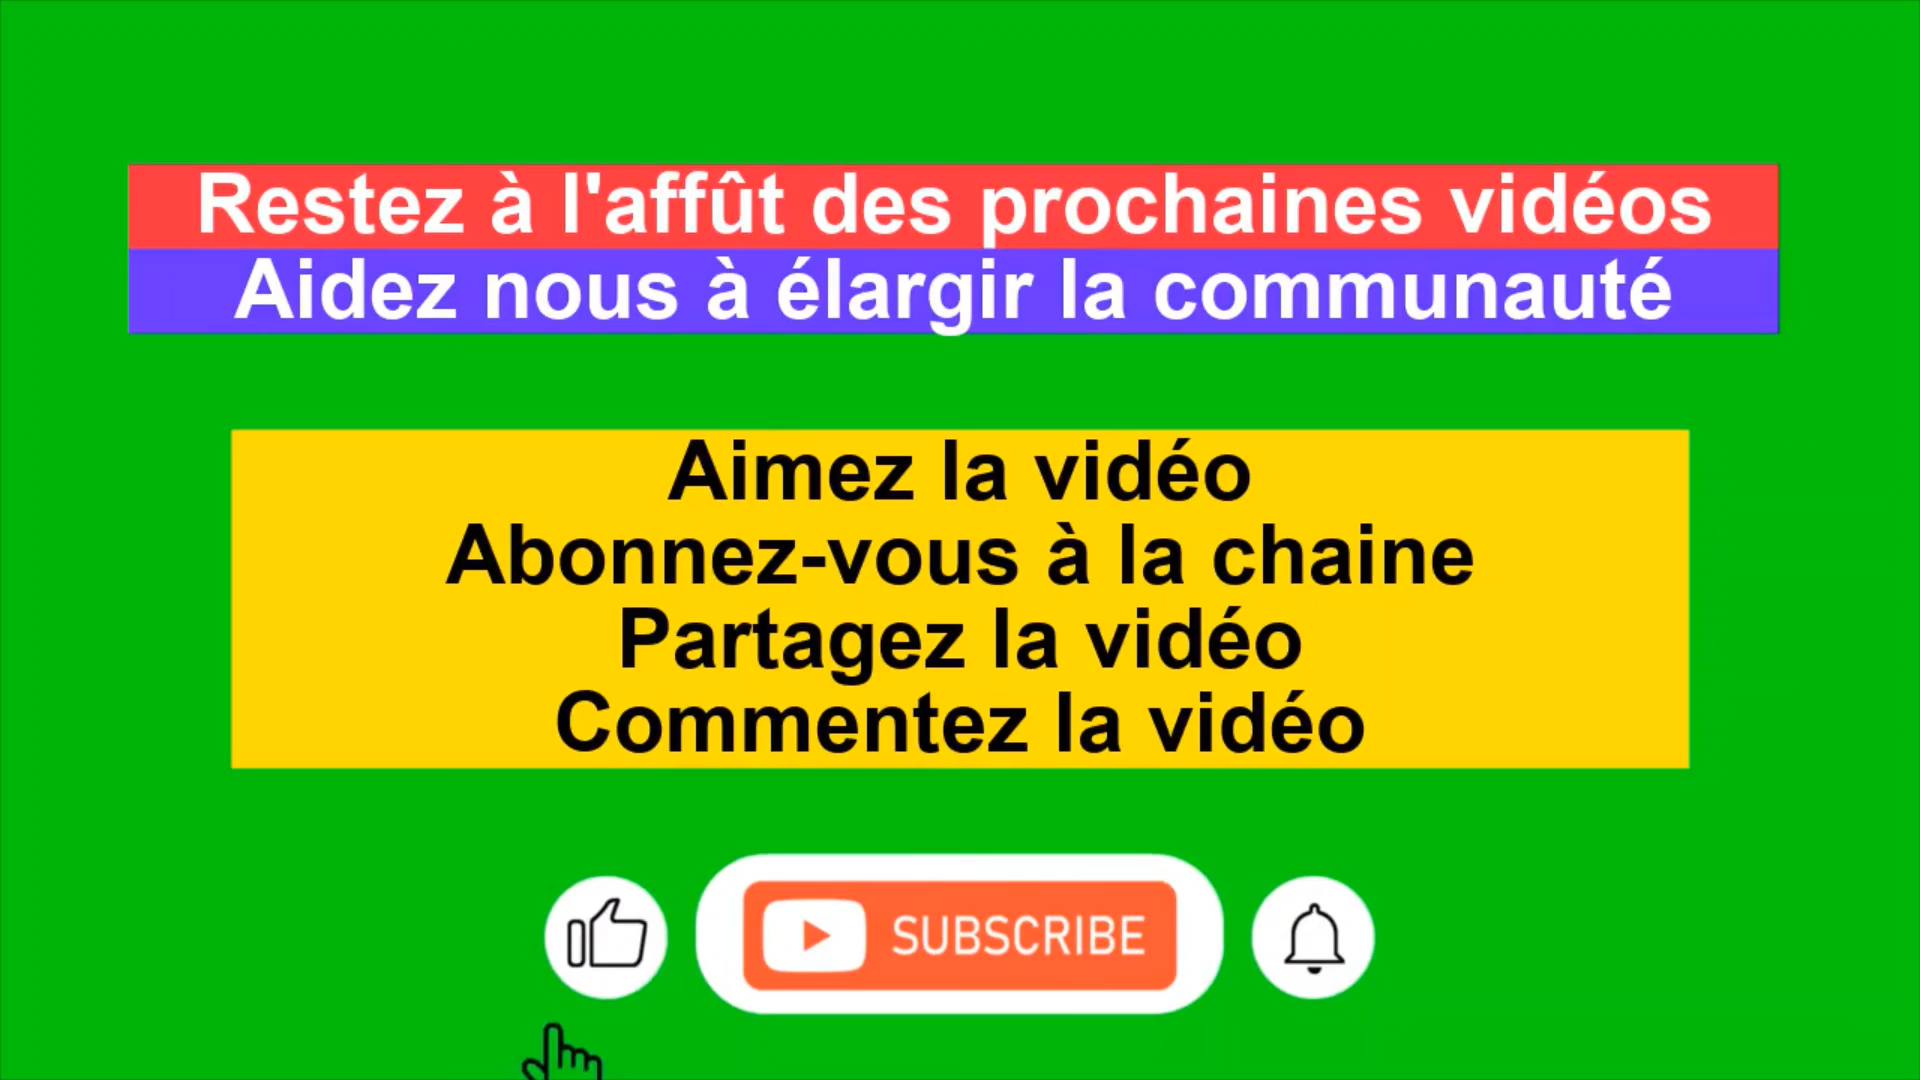 Restez à l'affût des prochaines vidéos
Aidez nous à élargir la communauté
Aimez la vidéo
Abonnez-vous à la chaine
Partagez la vidéo
Commentez la vidéo
SUBSCRIBE